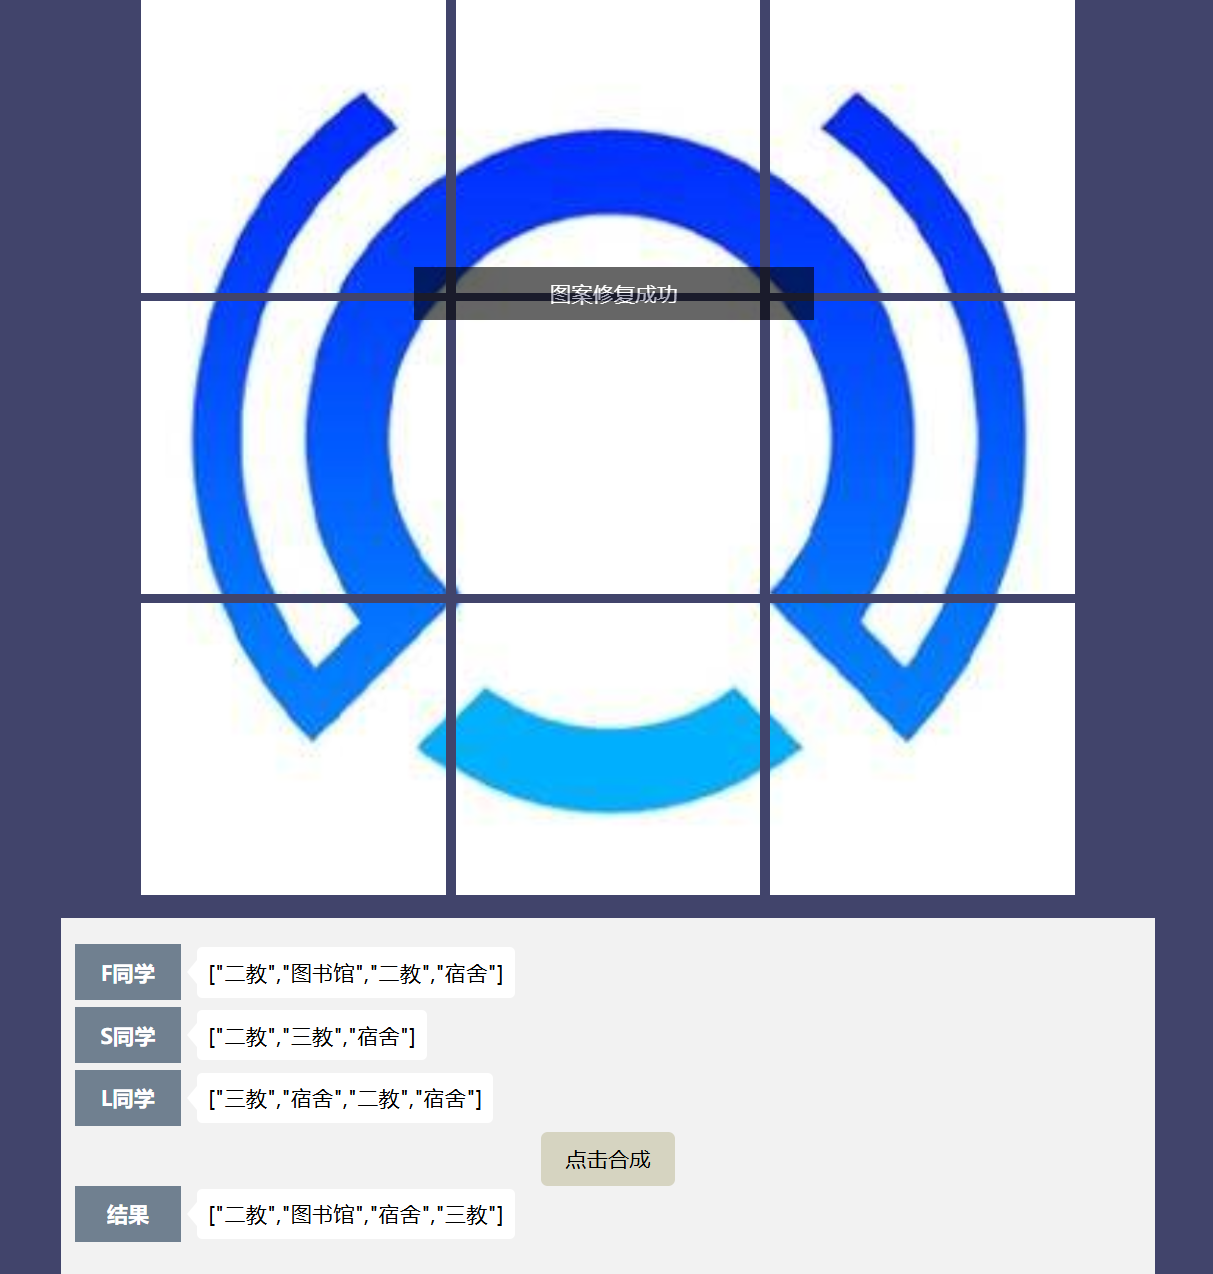 图案修复成功
F同学 ["二教","图书馆","二教","宿舍"]
S同学 ["二教","三教","宿舍"]
L同学 ["三教","宿舍","二教","宿舍"]
点击合成
结果 ["二教","图书馆","宿舍","三教"]